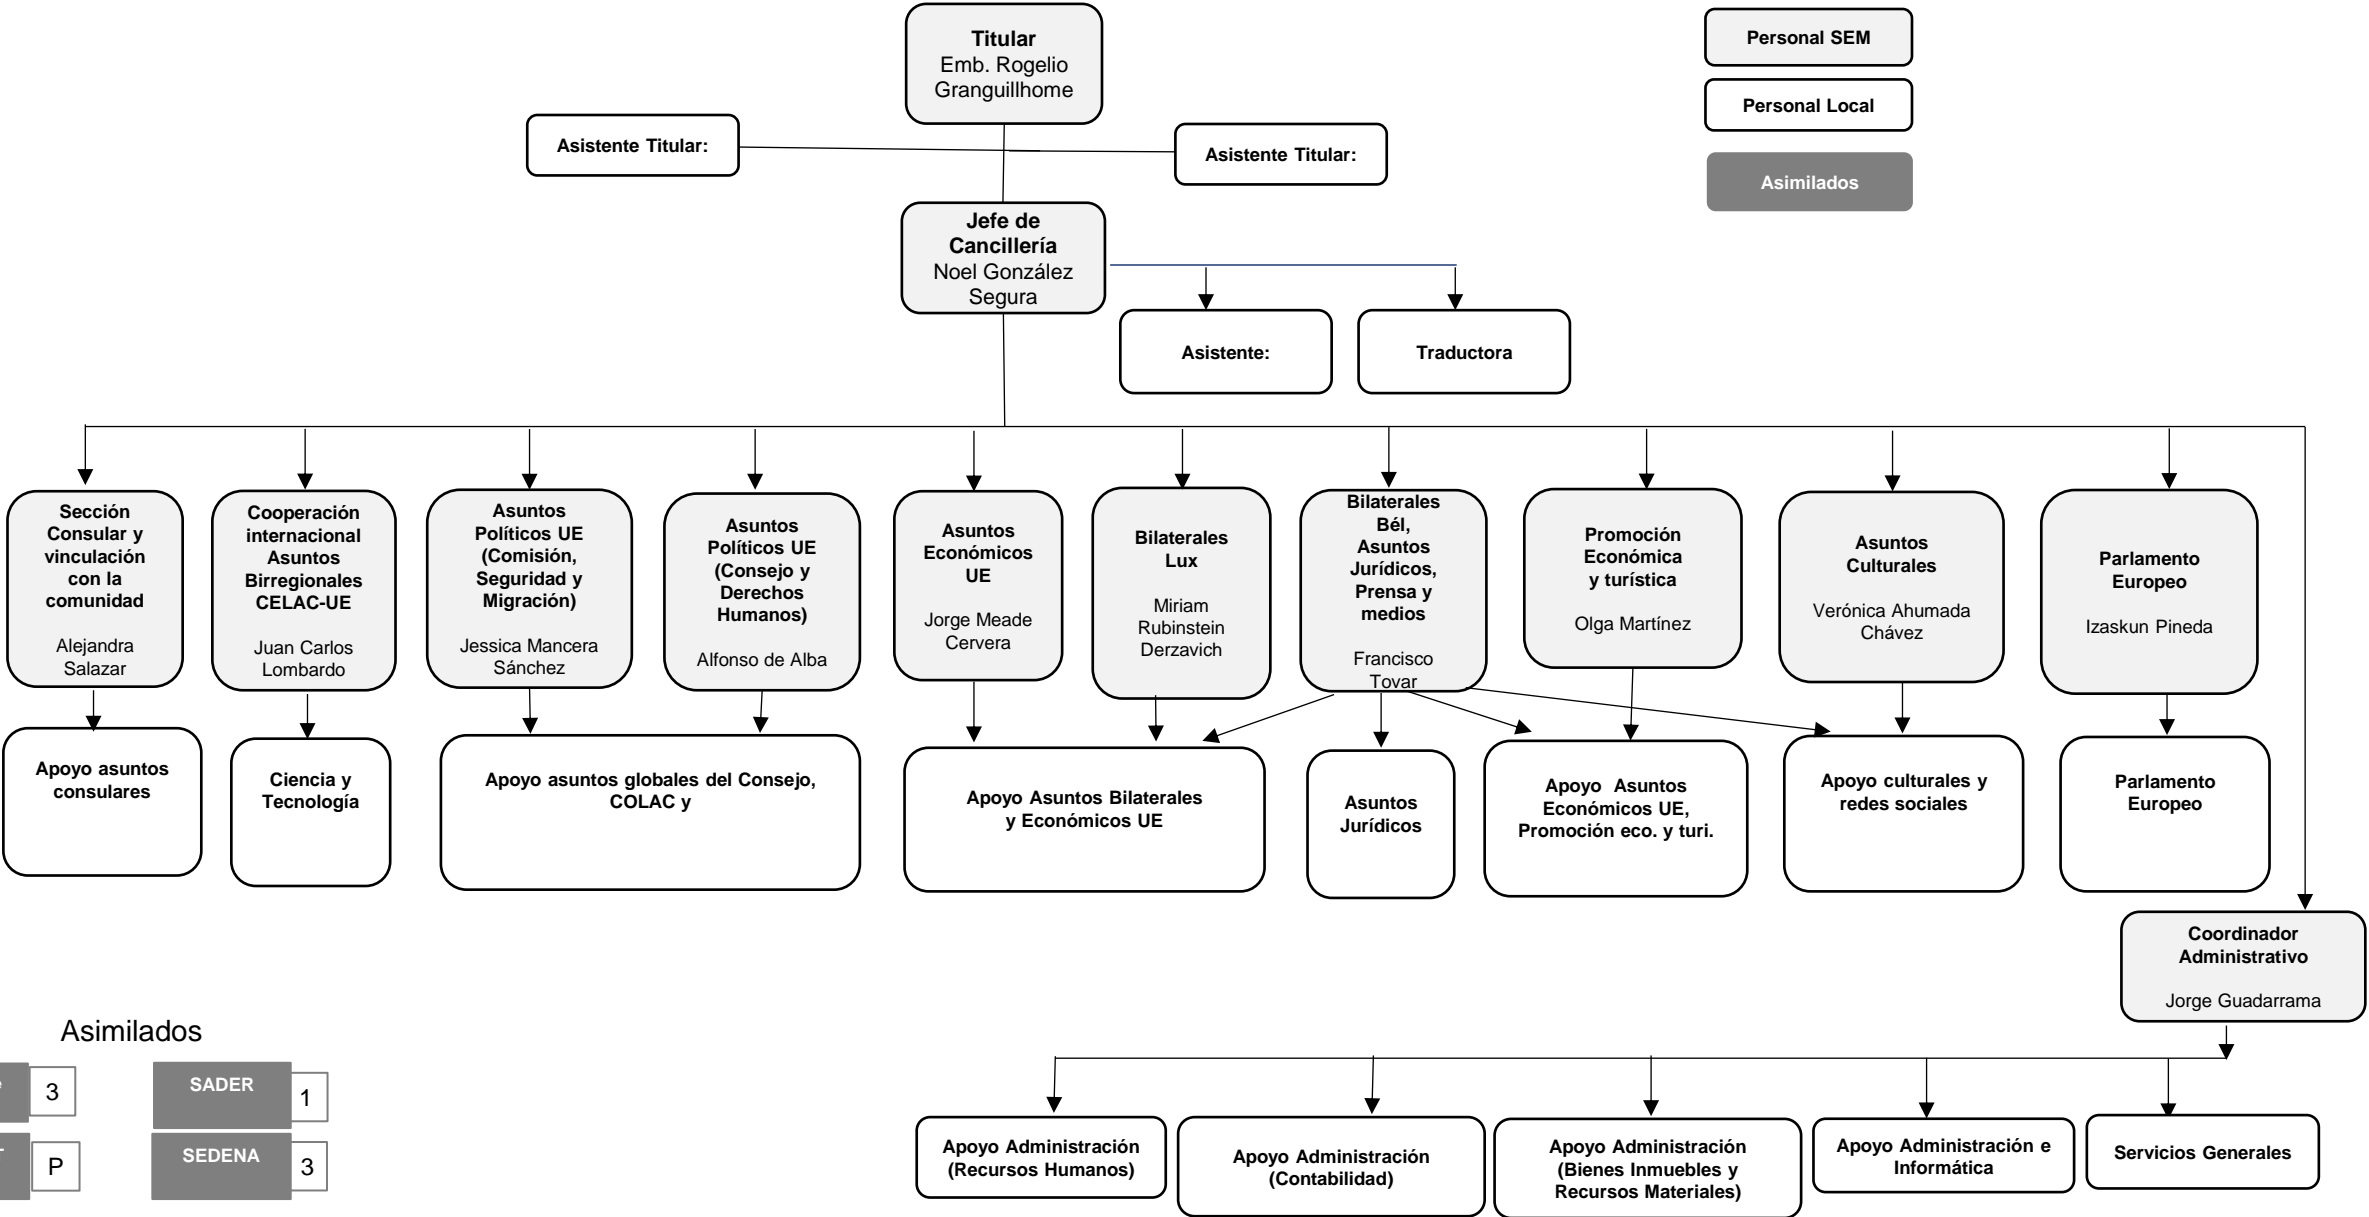 Titular
Emb. Rogelio
Granguillhome
Personal SEM
Personal Local
Asimilados
Asistente Titular:
Asistente Titular:
Jefe de
Cancillería
Noel González
Segura
Asistente:
Traductora
Sección
Consular y
vinculación
con la
comunidad
Alejandra
Salazar
Cooperación
internacional
Asuntos
Birregionales
CELAC-UE
Juan Carlos
Lombardo
Asuntos
Políticos UE
(Comisión,
Seguridad y
Migración)
Jessica Mancera
Sánchez
Asuntos
Políticos UE
(Consejo y
Derechos
Humanos)
Alfonso de Alba
Asuntos
Económicos
UE
Jorge Meade
Cervera
Bilaterales
Lux
Miriam
Rubinstein
Derzavich
Bilaterales
Bél,
Asuntos
Jurídicos,
Prensa y
medios
Francisco
Tovar
Promoción
Económica
y turística
Olga Martínez
Asuntos
Culturales
Verónica Ahumada
Chávez
Parlamento
Europeo
Izaskun Pineda
Apoyo asuntos
consulares
Ciencia y
Tecnología
Apoyo asuntos globales del Consejo,
COLAC y
Apoyo Asuntos Bilaterales
y Económicos UE
Asuntos
Jurídicos
Apoyo Asuntos
Económicos UE,
Promoción eco. y turi.
Apoyo culturales y
redes sociales
Parlamento
Europeo
Coordinador
Administrativo
Jorge Guadarrama
Asimilados
3
SADER
1
P
SEDENA
3
Apoyo Administración
(Recursos Humanos)
Apoyo Administración
(Contabilidad)
Apoyo Administración
(Bienes Inmuebles y
Recursos Materiales)
Apoyo Administración e
Informática
Servicios Generales